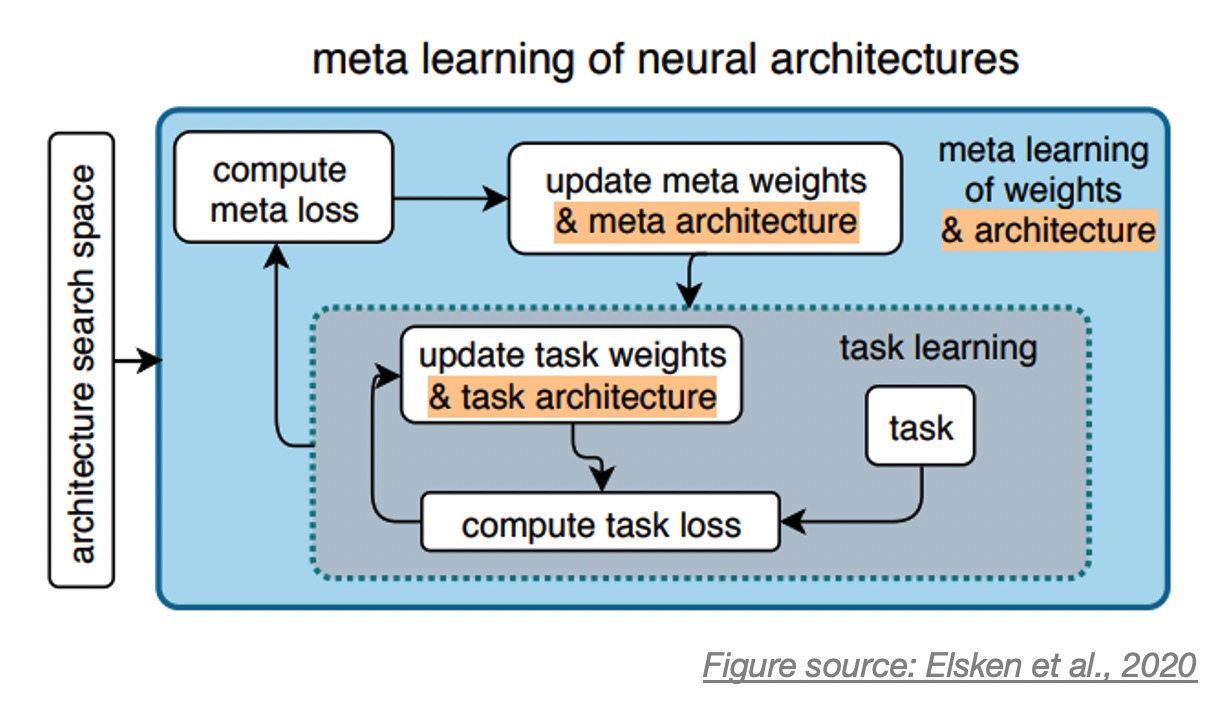 meta learning of neural architectures
architecture search space
compute
meta loss
update meta weights
& meta architecture
meta learning
of weights
& architecture
update task weights
& task architecture
task learning
task
compute task loss
Figure source: Elsken et al., 2020